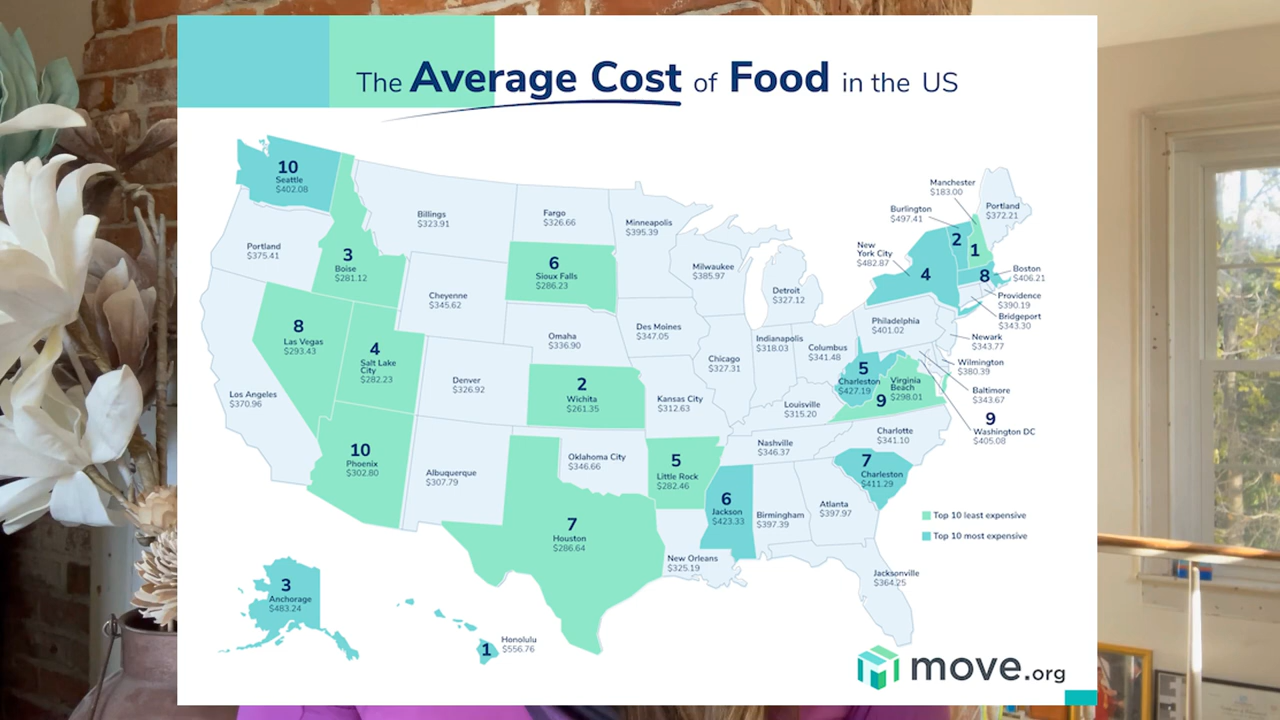 The Average Cost of Food in the US
10
Seattle
$402.08
Billings
$323.91
Fargo
$326.66
Minneapolis
$395.39
Manchester
$183.00
Burlington
$497.41
Portland
$372.21
Portland
$375.41
3
Boise
$281.12
6
Sioux Falls
$286.23
Milwaukee
$385.97
New
York City
$482.87
2
1
4
8
Boston
$406.21
Detroit
$327.12
Providence
$390.19
Cheyenne
$345.62
Bridgeport
$343.30
8
Las Vegas
$293.43
4
Salt Lake
City
$282.23
Omaha
$336.90
Des Moines
$347.05
Philadelphia
$401.02
Newark
$343.77
Chicago
$327.31
Indianapolis
$318.03
Columbus
$341.48
Wilmington
$380.39
Los Angeles
$370.96
Denver
$326.92
2
Wichita
$261.35
Kansas City
$312.63
5
Charleston
$427.19
Virginia
Beach
$298.01
9
Baltimore
$343.67
Louisville
$315.20
9
Washington DC
$405.08
10
Phoenix
$302.80
Albuquerque
$307.79
Oklahoma City
$346.66
5
Little Rock
$282.46
Nashville
$346.37
Charlotte
$341.10
7
Charleston
$411.29
6
Jackson
$423.33
Birmingham
$397.39
Atlanta
$397.97
7
Houston
$286.64
Top 10 least expensive
Top 10 most expensive
New Orleans
$325.19
Jacksonville
$364.25
3
Anchorage
$483.24
1
Honolulu
$556.76
move.org